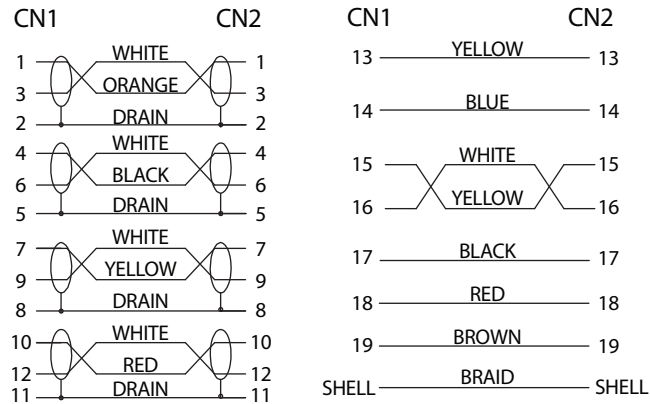 CN1 CN2
1 WHITE 1
3 ORANGE 3
2 DRAIN 2
4 WHITE 4
6 BLACK 6
5 DRAIN 5
7 WHITE 7
9 YELLOW 9
8 DRAIN 8
10 WHITE 10
12 RED 12
11 DRAIN 11
CN1 CN2
13 YELLOW 13
14 BLUE 14
15 WHITE 15
16 YELLOW 16
17 BLACK 17
18 RED 18
19 BROWN 19
SHELL BRAID SHELL